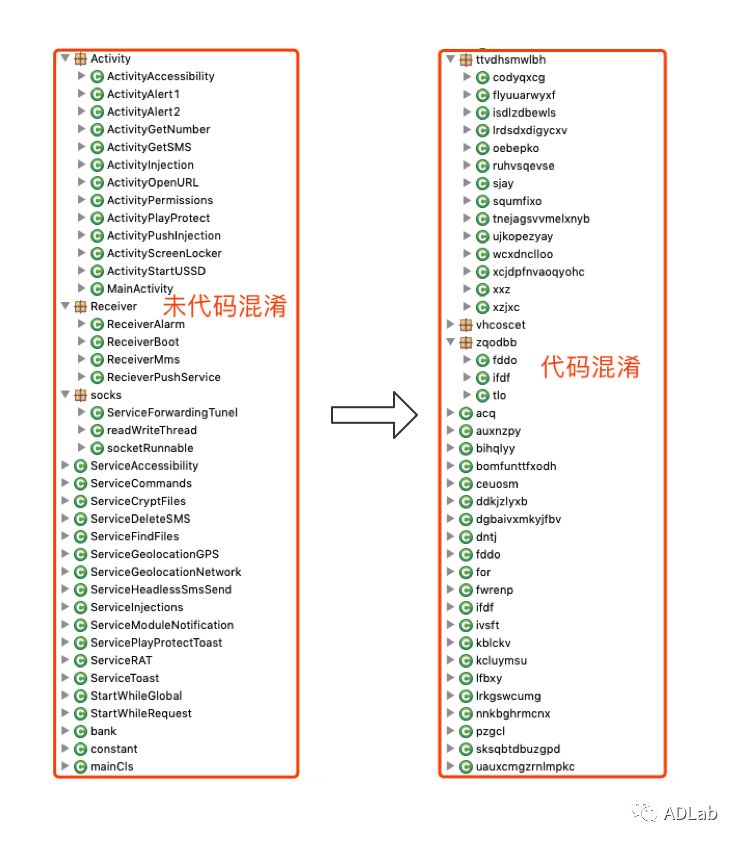 Activity
ActivityAccessibility
ActivityAlert1
ActivityAlert2
ActivityGetNumber
ActivityGetSMS
ActivityInjection
ActivityOpenURL
ActivityPermissions
ActivityPlayProtect
ActivityPushInjection
ActivityScreenLocker
ActivityStartUSSD
MainActivity
Receiver
未代码混淆
ReceiverAlarm
ReceiverBoot
ReceiverMms
RecieverPushService
socks
ServiceForwardingTunel
readWriteThread
socketRunnable
ServiceAccessibility
ServiceCommands
ServiceCryptFiles
ServiceDeleteSMS
ServiceFindFiles
ServiceGeolocationGPS
ServiceGeolocationNetwork
ServiceHeadlessSmsSend
ServiceInjections
ServiceModuleNotification
ServicePlayProtectToast
ServiceRAT
ServiceToast
StartWhileGlobal
StartWhileRequest
bank
constant
mainCls
ttvdhsmwlbh
codyqxcg
flyuuarwyxf
isdlzdbewls
lrdsdxdigycxv
oebepko
ruhvsqevse
sjay
squmfixo
tnejagsvvmelxnyb
ujkopezyay
wcxdnclloo
xcjdpfnvaoqyohc
xxz
xzjxc
vhcoscet
zqodbb
fddo
ifdf
tlo
代码混淆
acq
auxnzpy
bihqlyy
bomfunttfxodh
ceuosm
ddkjzlyxb
dgbaivxmkyjfbv
dntj
fddo
for
fwrenp
ifdf
ivsft
kblckv
kcluymsu
lfbxy
lrkgswcumg
nnkbghrmcnx
pzgcl
sksqbtdbuzgpd
uauxcmgzrnlmpkc
ADLab